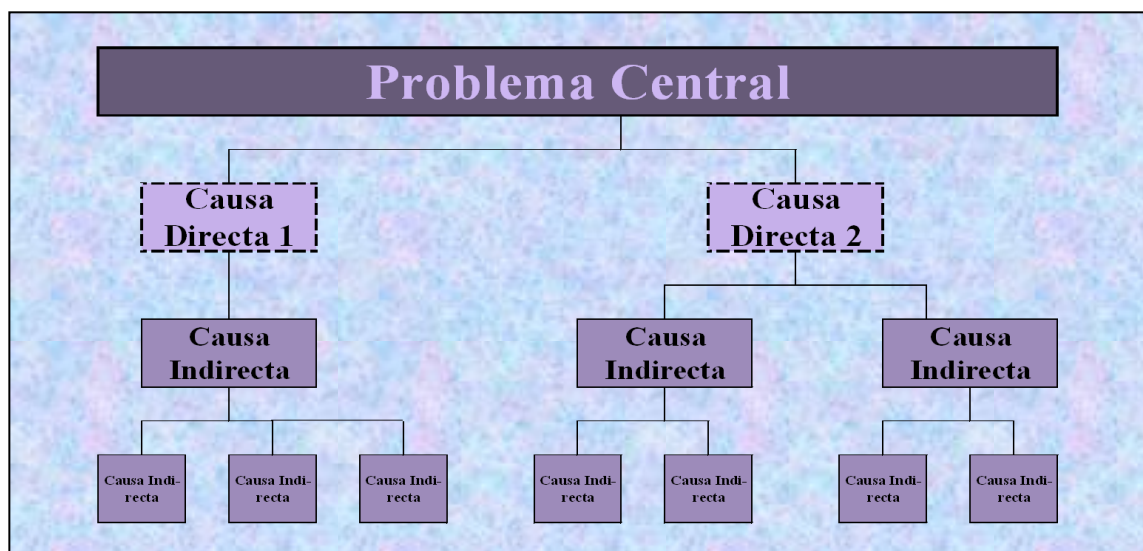 Problema Central
Causa
Directa 1
Causa
Directa 2
Causa
Indirecta
Causa
Indirecta
Causa
Indirecta
Causa Indi-
recta
Causa Indi-
recta
Causa Indi-
recta
Causa Indi-
recta
Causa Indi-
recta
Causa Indi-
recta
Causa Indi-
recta